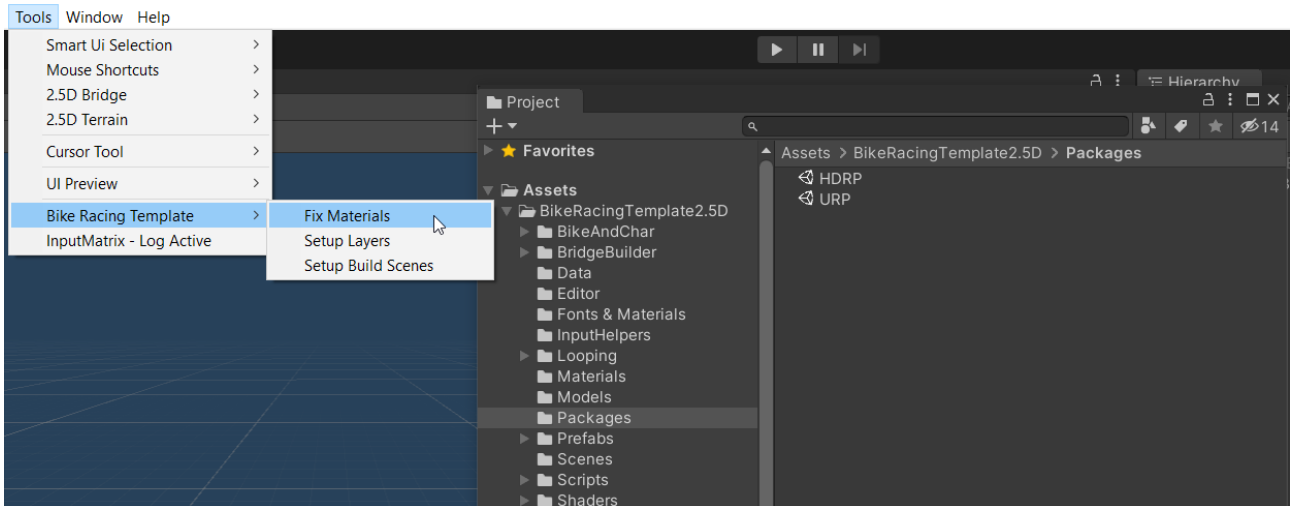 Tools Window Help
Smart Ui Selection
Mouse Shortcuts
2.5D Bridge
2.5D Terrain
Cursor Tool
UI Preview
Bike Racing Template
InputMatrix - Log Active
Fix Materials
Setup Layers
Setup Build Scenes
Hierarchy
Project
14
Favorites
Assets
BikeRacingTemplate2.5D
BikeAndChar
BridgeBuilder
Data
Editor
Fonts & Materials
InputHelpers
Looping
Materials
Models
Packages
Prefabs
Scenes
Scripts
Shaders
Assets > BikeRacingTemplate2.5D > Packages
HDRP
URP